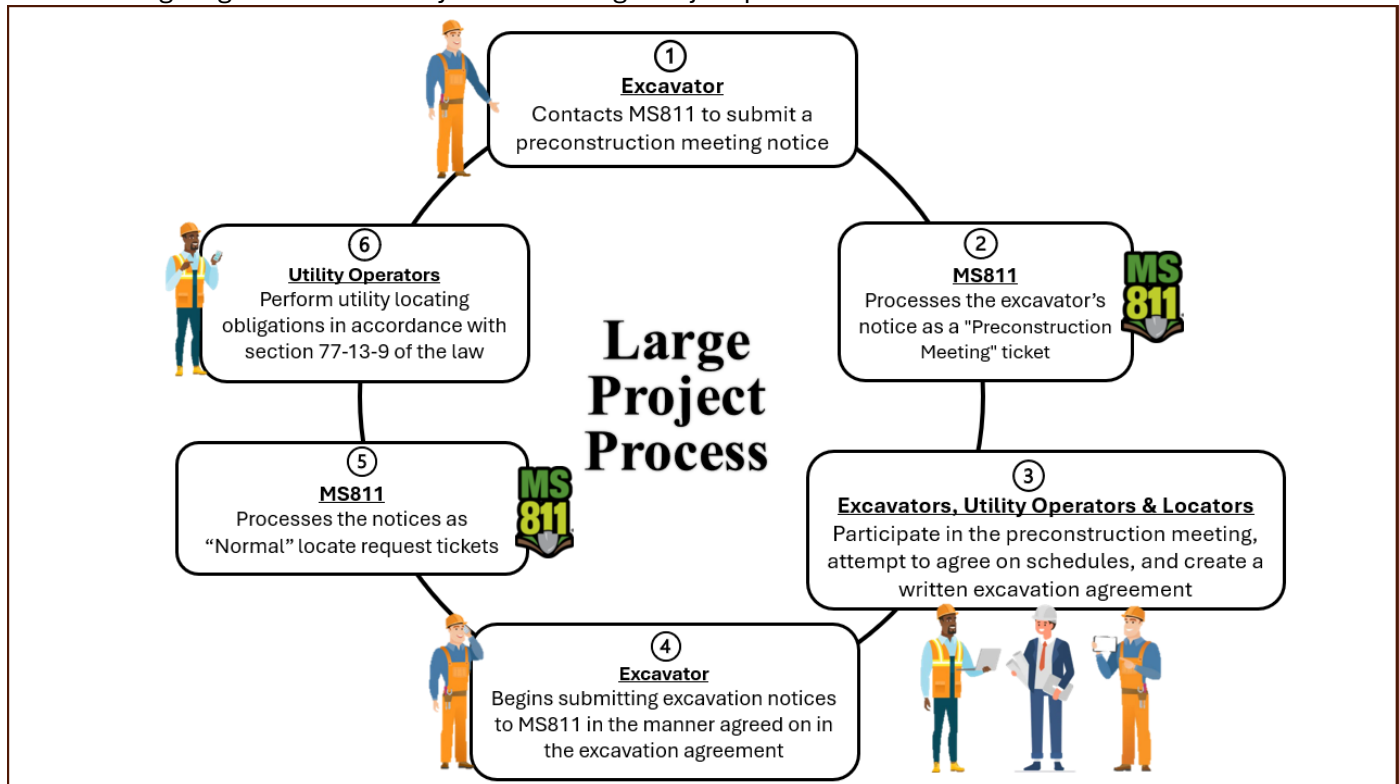 ①
Excavator
Contacts MS811 to submit a
preconstruction meeting notice
②
MS811
Processes the excavator’s
notice as a "Preconstruction
Meeting" ticket
MS
811
③
Excavators, Utility Operators & Locators
Participate in the preconstruction meeting,
attempt to agree on schedules, and create a
written excavation agreement
④
Excavator
Begins submitting excavation notices
to MS811 in the manner agreed on in
the excavation agreement
⑤
MS811
Processes the notices as
“Normal” locate request tickets
MS
811
⑥
Utility Operators
Perform utility locating
obligations in accordance with
section 77-13-9 of the law
Large
Project
Process